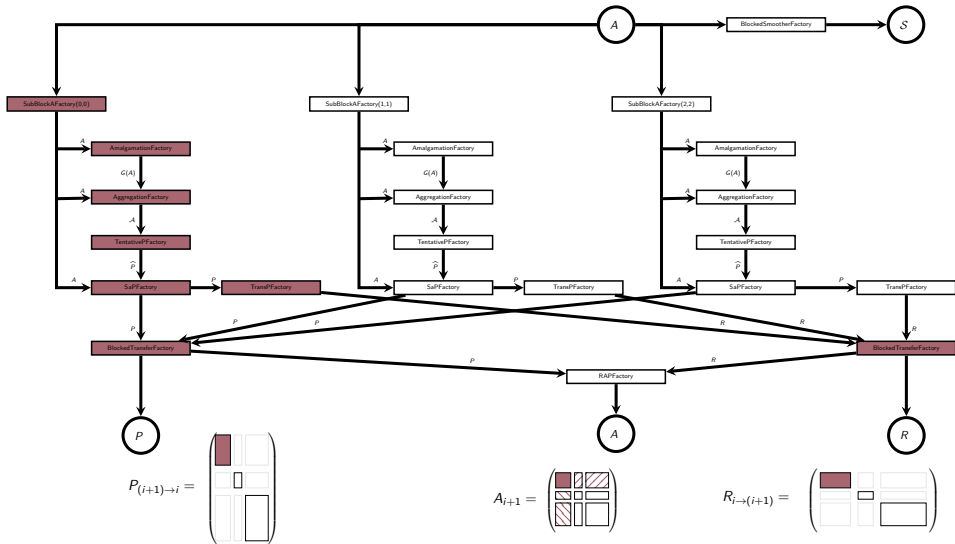 A
BlockedSmootherFactory
S
SubBlockAFactory(0,0)
SubBlockAFactory(1,1)
SubBlockAFactory(2,2)
A
AmalgamationFactory
A
AmalgamationFactory
A
AmalgamationFactory
G(A)
G(A)
G(A)
A
AggregationFactory
A
AggregationFactory
A
AggregationFactory
𝒜
𝒜
𝒜
TentativePFactory
TentativePFactory
TentativePFactory
P̂
P̂
P̂
A
SaPFactory
P
TransPFactory
A
SaPFactory
P
TransPFactory
A
SaPFactory
P
TransPFactory
P
P
P
R
R
R
BlockedTransferFactory
P
R
BlockedTransferFactory
RAPFactory
P
A
R
P(i+1)→i =
Ai+1 =
Ri→(i+1) =